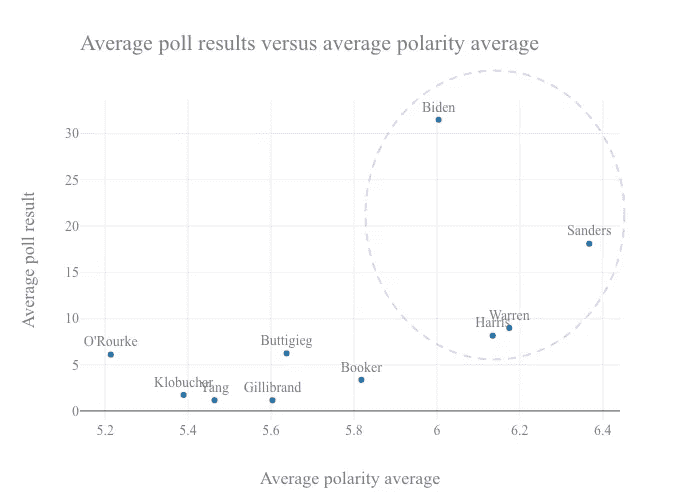 Average poll results versus average polarity average
Biden
30
25
Sanders
20
Average poll result
15
Warren
10
Harris
O'Rourke
Buttigieg
Booker
5
Klobuchar
Yang
Gillibrand
0
5.2
5.4
5.6
5.8
6
6.2
6.4
Average polarity average